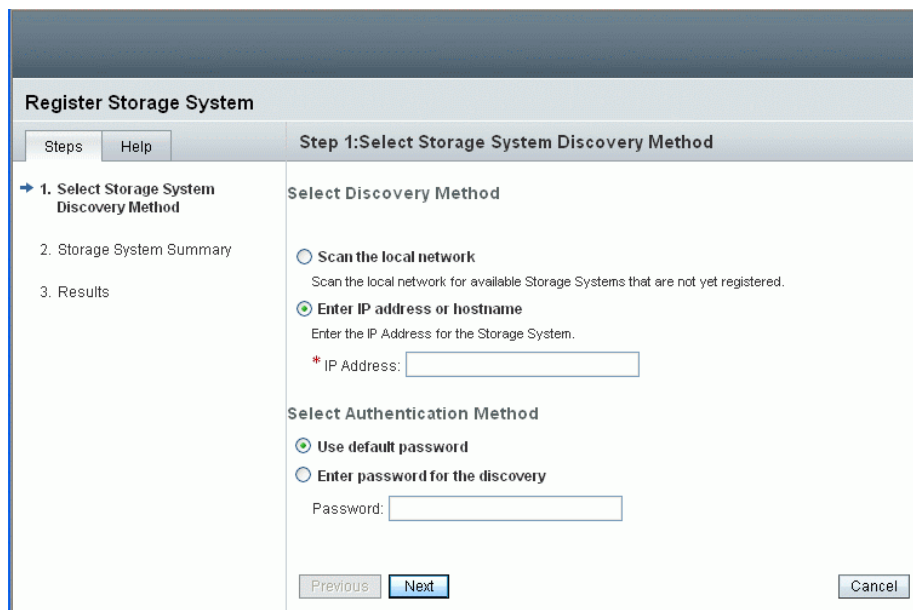 Register Storage System
Steps
Help
Step 1:Select Storage System Discovery Method
1. Select Storage System
Discovery Method
2. Storage System Summary
3. Results
Select Discovery Method
Scan the local network
Scan the local network for available Storage Systems that are not yet registered.
Enter IP address or hostname
Enter the IP Address for the Storage System.
* IP Address:
Select Authentication Method
Use default password
Enter password for the discovery
Password:
Previous
Next
Cancel